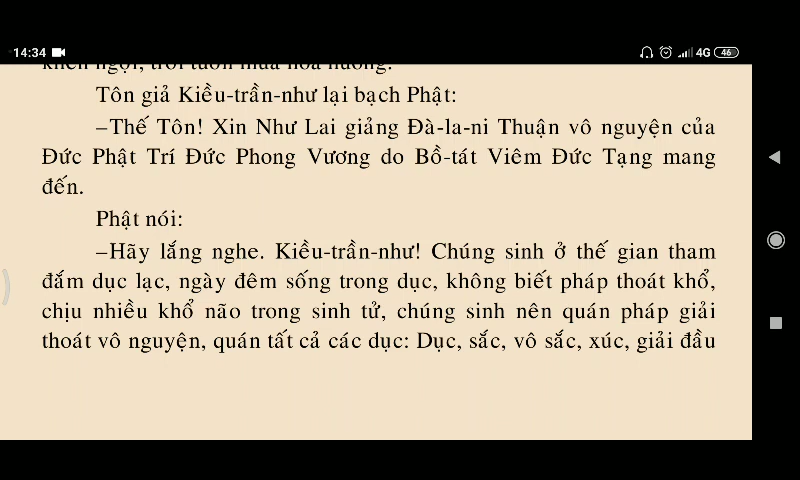 14:34
4G 46
Tôn giả Kiều-trần-như lại bạch Phật:
–Thế Tôn! Xin Như Lai giảng Đà-la-ni Thuận vô nguyện của
Đức Phật Trí Đức Phong Vương do Bồ-tát Viêm Đức Tạng mang
đến.
Phật nói:
–Hãy lắng nghe. Kiều-trần-như! Chúng sinh ở thế gian tham
đắm dục lạc, ngày đêm sống trong dục, không biết pháp thoát khổ,
chịu nhiều khổ não trong sinh tử, chúng sinh nên quán pháp giải
thoát vô nguyện, quán tất cả các dục: Dục, sắc, vô sắc, xúc, giải đầu